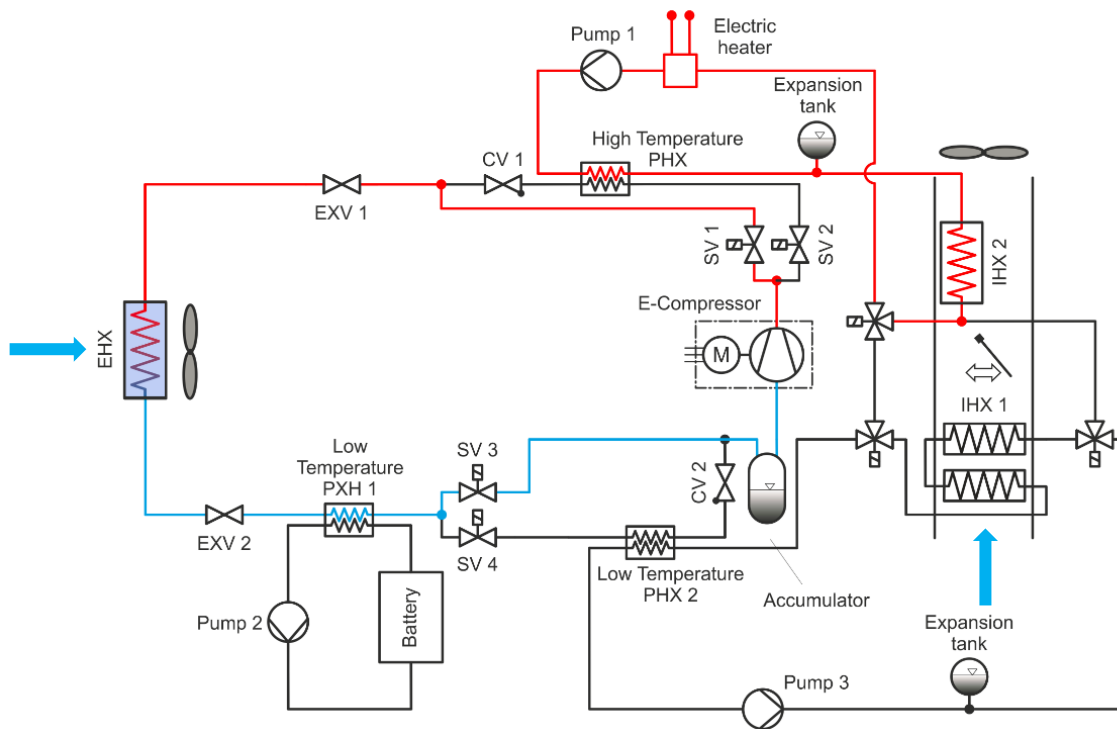 Pump 1
Electric
heater
Expansion
tank
High Temperature
PHX
CV 1
EXV 1
SV 1
SV 2
IHX 2
E-Compressor
M
EHX
IHX 1
Low
Temperature
PXH 1
SV 3
CV 2
EXV 2
SV 4
Low Temperature
PHX 2
Accumulator
Pump 2
Battery
Expansion
tank
Pump 3